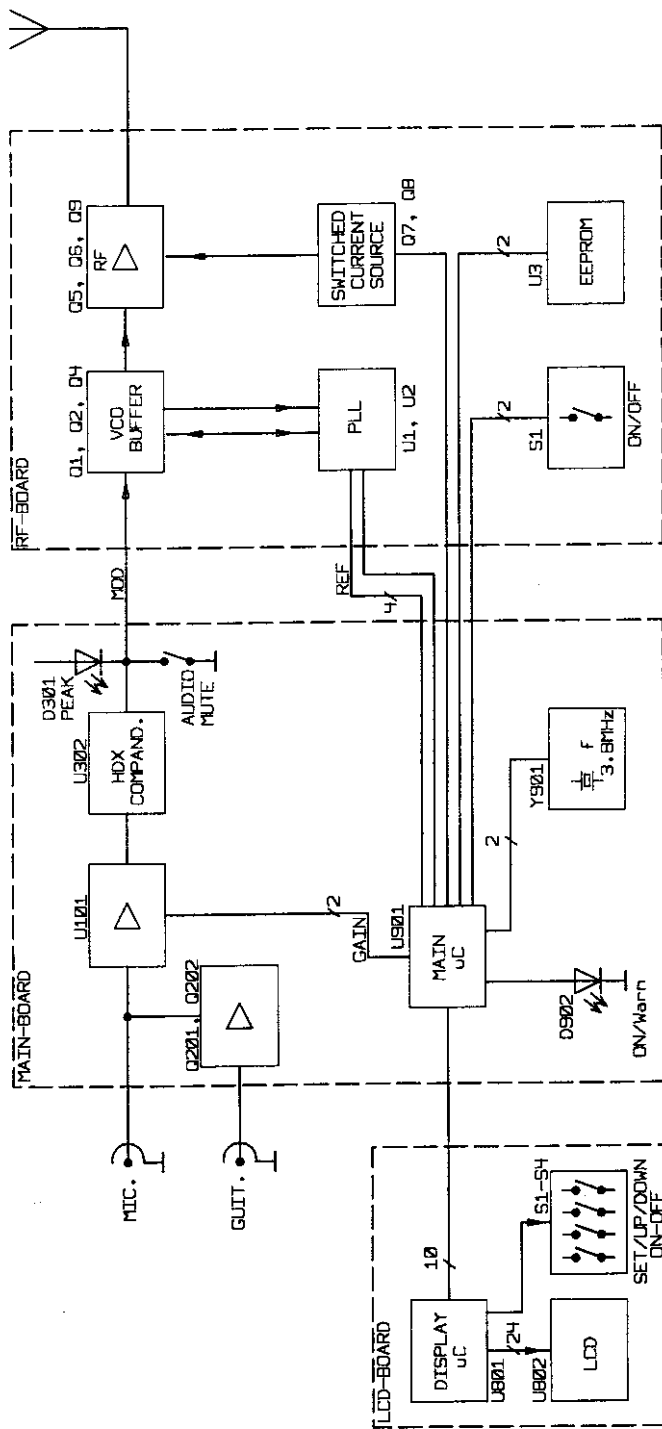 RF-BOARD
Q1, Q2, Q4
VCO
BUFFER
Q5, Q6, Q9
RF
PLL
U1, U2
SWITCHED
CURRENT
SOURCE
Q7, Q8
S1
ON/OFF
U3
EEPROM
2
2
MOD
REF
4
MAIN-BOARD
MIC.
GUIT.
Q201, Q202
U101
U302
HDX
COMPAND.
D301
PEAK
AUDIO
MUTE
GAIN
2
U901
MAIN
uC
D902
ON/Warn
2
Y901
f
3.8MHz
LCD-BOARD
DISPLAY
uC
10
U801
24
U802
LCD
S1-S4
SET/UP/DOWN
ON-OFF